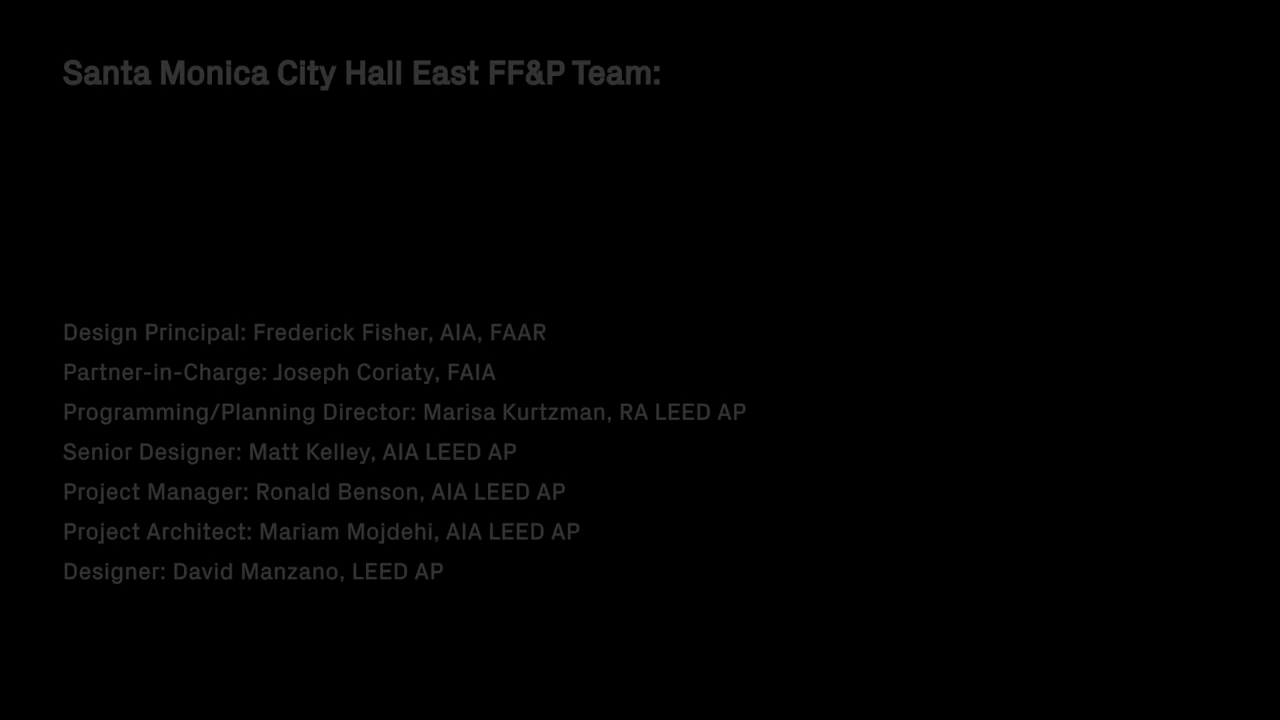 Santa Monica City Hall East FF&P Team:
Design Principal: Frederick Fisher, AIA, FAAR
Partner-in-Charge: Joseph Coriaty, FAIA
Programming/Planning Director: Marisa Kurtzman, RA LEED AP
Senior Designer: Matt Kelley, AIA LEED AP
Project Manager: Ronald Benson, AIA LEED AP
Project Architect: Mariam Mojdehi, AIA LEED AP
Designer: David Manzano, LEED AP